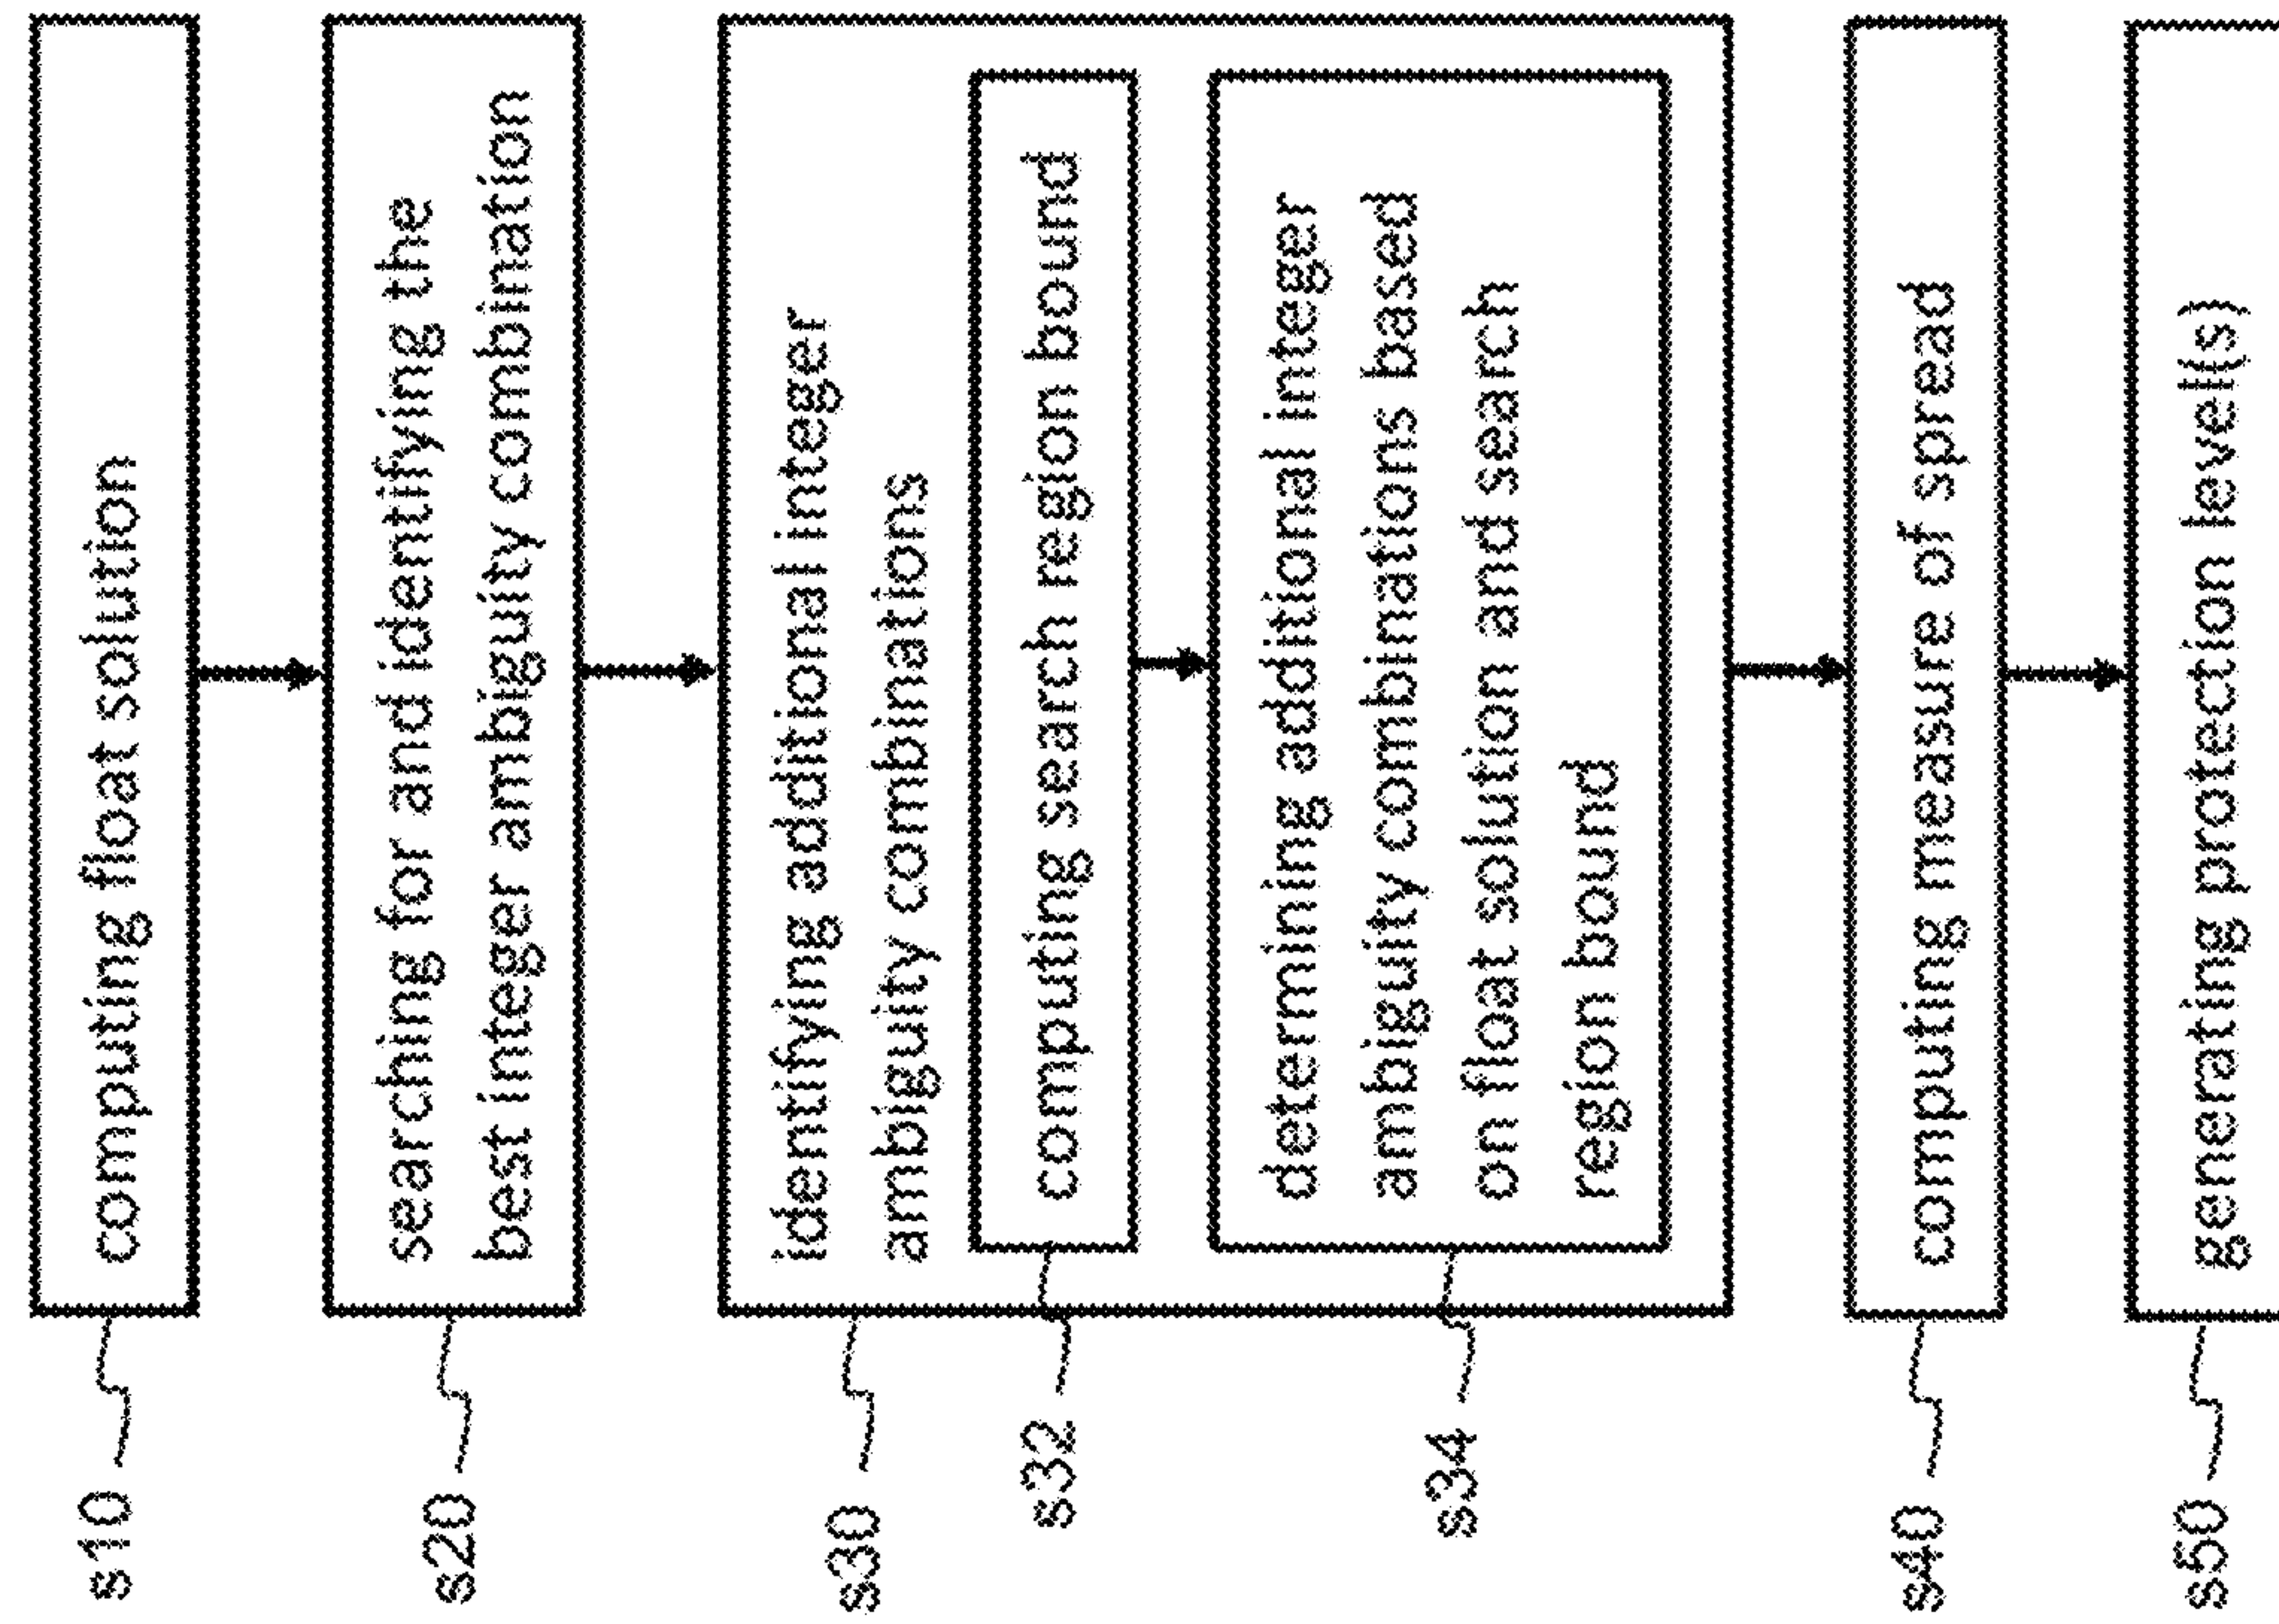 s10
computing float solution
s20
searching for and identifying the
best integer ambiguity combination
s30
identifying additional integer
ambiguity combinations
s32
computing search region bound
s34
determining additional integer
ambiguity combinations based
on float solution and search
region bound
s40
computing measure of spread
s50
generating protection level(s)